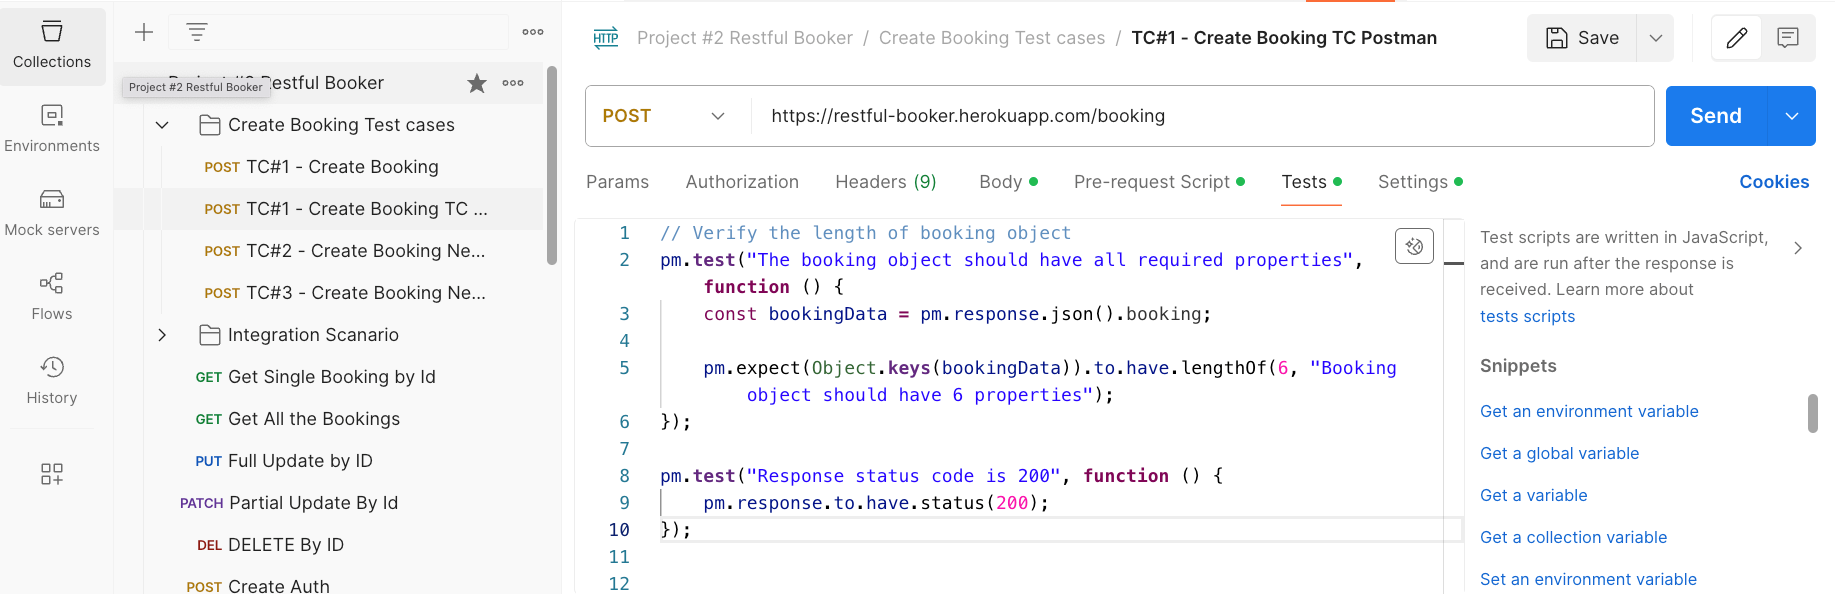 Collections
Environments
Mock servers
Flows
History
Restful Booker
Project #2 Restful Booker
Create Booking Test cases
POST TC#1 - Create Booking
POST TC#1 - Create Booking TC ...
POST TC#2 - Create Booking Ne...
POST TC#3 - Create Booking Ne...
Integration Scanario
GET Get Single Booking by Id
GET Get All the Bookings
PUT Full Update by ID
PATCH Partial Update By Id
DEL DELETE By ID
POST Create Auth
HTTP Project #2 Restful Booker / Create Booking Test cases / TC#1 - Create Booking TC Postman
Save
POST https://restful-booker.herokuapp.com/booking
Send
Params Authorization Headers (9) Body Pre-request Script Tests Settings Cookies
1 // Verify the length of booking object
2 pm.test("The booking object should have all required properties",
function () {
3 const bookingData = pm.response.json().booking;
4
5 pm.expect(Object.keys(bookingData)).to.have.lengthOf(6, "Booking
object should have 6 properties");
6 });
7
8 pm.test("Response status code is 200", function () {
9 pm.response.to.have.status(200);
10 });
11
12
Test scripts are written in JavaScript,
and are run after the response is
received. Learn more about
tests scripts
Snippets
Get an environment variable
Get a global variable
Get a variable
Get a collection variable
Set an environment variable